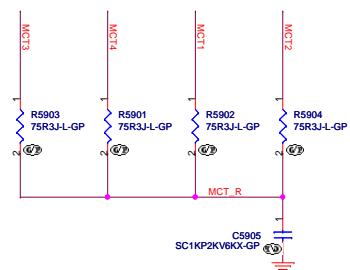 MCT3
MCT4
MCT1
MCT2
1
1
1
1
R5903
75R3J-L-GP
R5901
75R3J-L-GP
R5902
75R3J-L-GP
R5904
75R3J-L-GP
2
2
2
2
MCT_R
1
C5905
SC1KP2KV6KX-GP